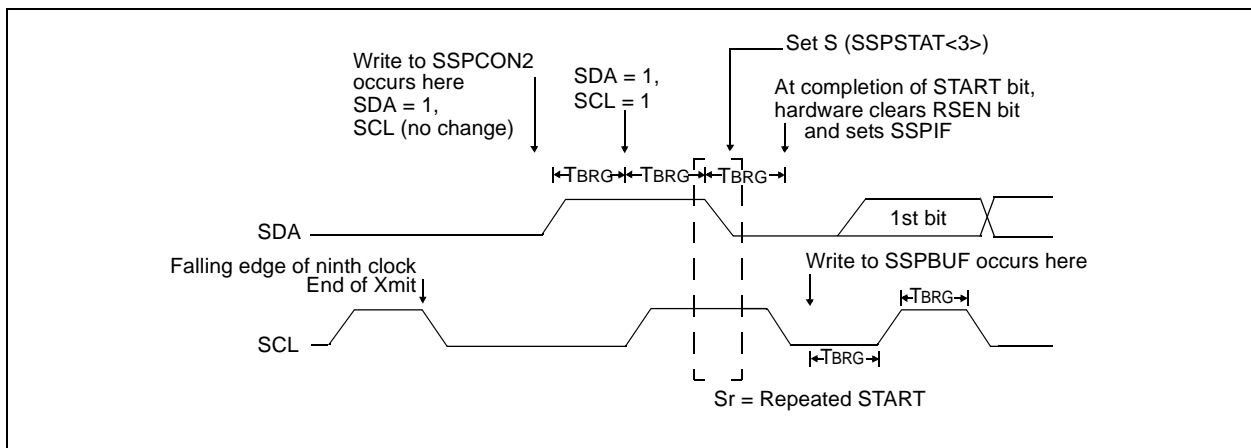 Set S (SSPSTAT<3>)
Write to SSPCON2
occurs here
SDA = 1,
SCL (no change)
SDA = 1,
SCL = 1
At completion of START bit,
hardware clears RSEN bit
and sets SSPIF
TBRG
TBRG
TBRG
SDA
1st bit
Falling edge of ninth clock
End of Xmit
Write to SSPBUF occurs here
TBRG
SCL
TBRG
Sr = Repeated START